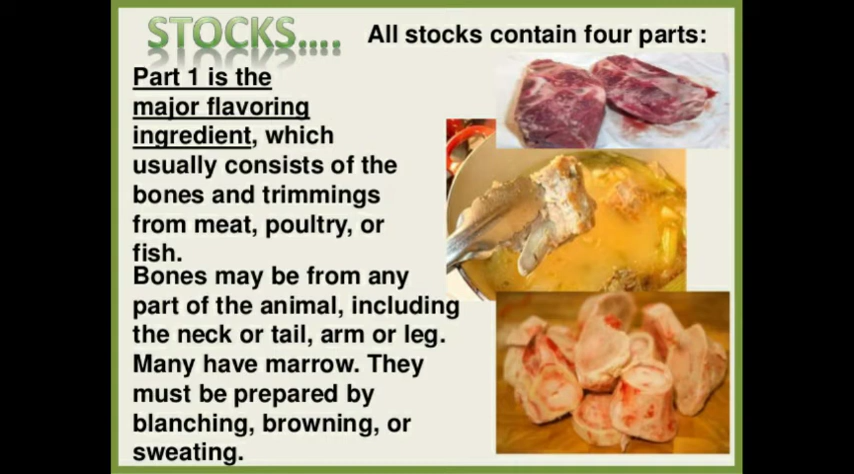 STOCKS....
All stocks contain four parts:
Part 1 is the
major flavoring
ingredient, which
usually consists of the
bones and trimmings
from meat, poultry, or
fish.
Bones may be from any
part of the animal, including
the neck or tail, arm or leg.
Many have marrow. They
must be prepared by
blanching, browning, or
sweating.